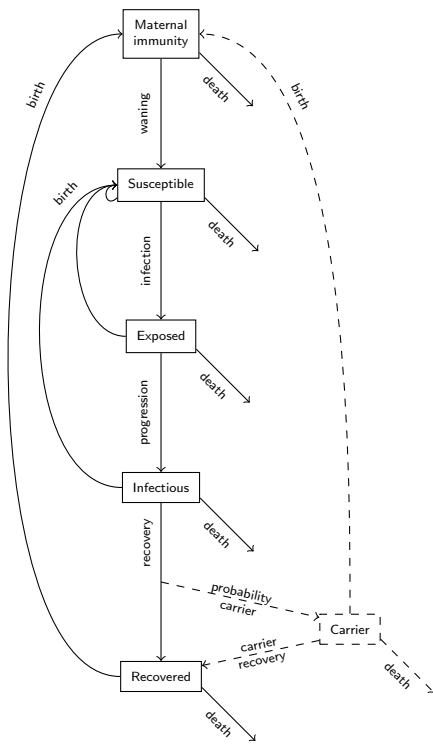 Maternal
immunity
death
birth
birth
waning
Susceptible
birth
death
infection
Exposed
death
progression
Infectious
death
recovery
probability
carrier
Carrier
carrier
recovery
death
Recovered
death